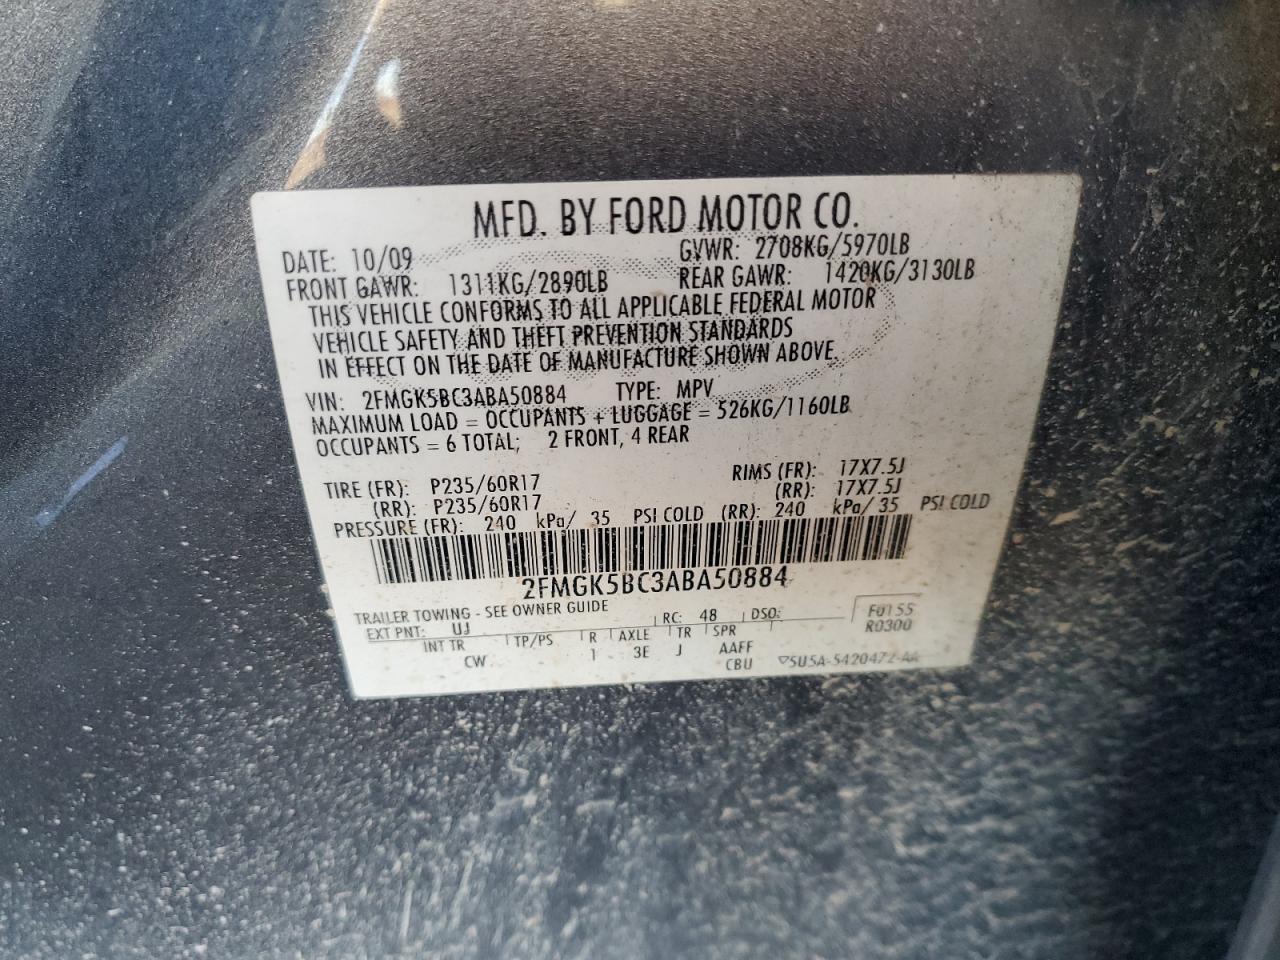 MFD. BY FORD MOTOR CO.
DATE: 10/09 GVWR: 2708KG/5970LB
FRONT GAWR: 1311KG/2890LB REAR GAWR: 1420KG/3130LB
THIS VEHICLE CONFORMS TO ALL APPLICABLE FEDERAL MOTOR
VEHICLE SAFETY AND THEFT PREVENTION STANDARDS
IN EFFECT ON THE DATE OF MANUFACTURE SHOWN ABOVE.
VIN: 2FMGK5BC3ABA50884 TYPE: MPV
MAXIMUM LOAD = OCCUPANTS + LUGGAGE = 526KG/1160LB
OCCUPANTS = 6 TOTAL; 2 FRONT, 4 REAR
TIRE (FR): P235/60R17 RIMS (FR): 17X7.5J
(RR): P235/60R17 (RR): 17X7.5J
PRESSURE (FR): 240 kPa/ 35 PSI COLD (RR): 240 kPa/ 35 PSI COLD
2FMGK5BC3ABA50884
TRAILER TOWING - SEE OWNER GUIDE
EXT PNT: UJ RC: 48 DSO: F0155
R0300
INT TR TP/PS R AXLE TR SPR
CW 1 3E J AAFF
CBU ▽5U5A-5420472-AA